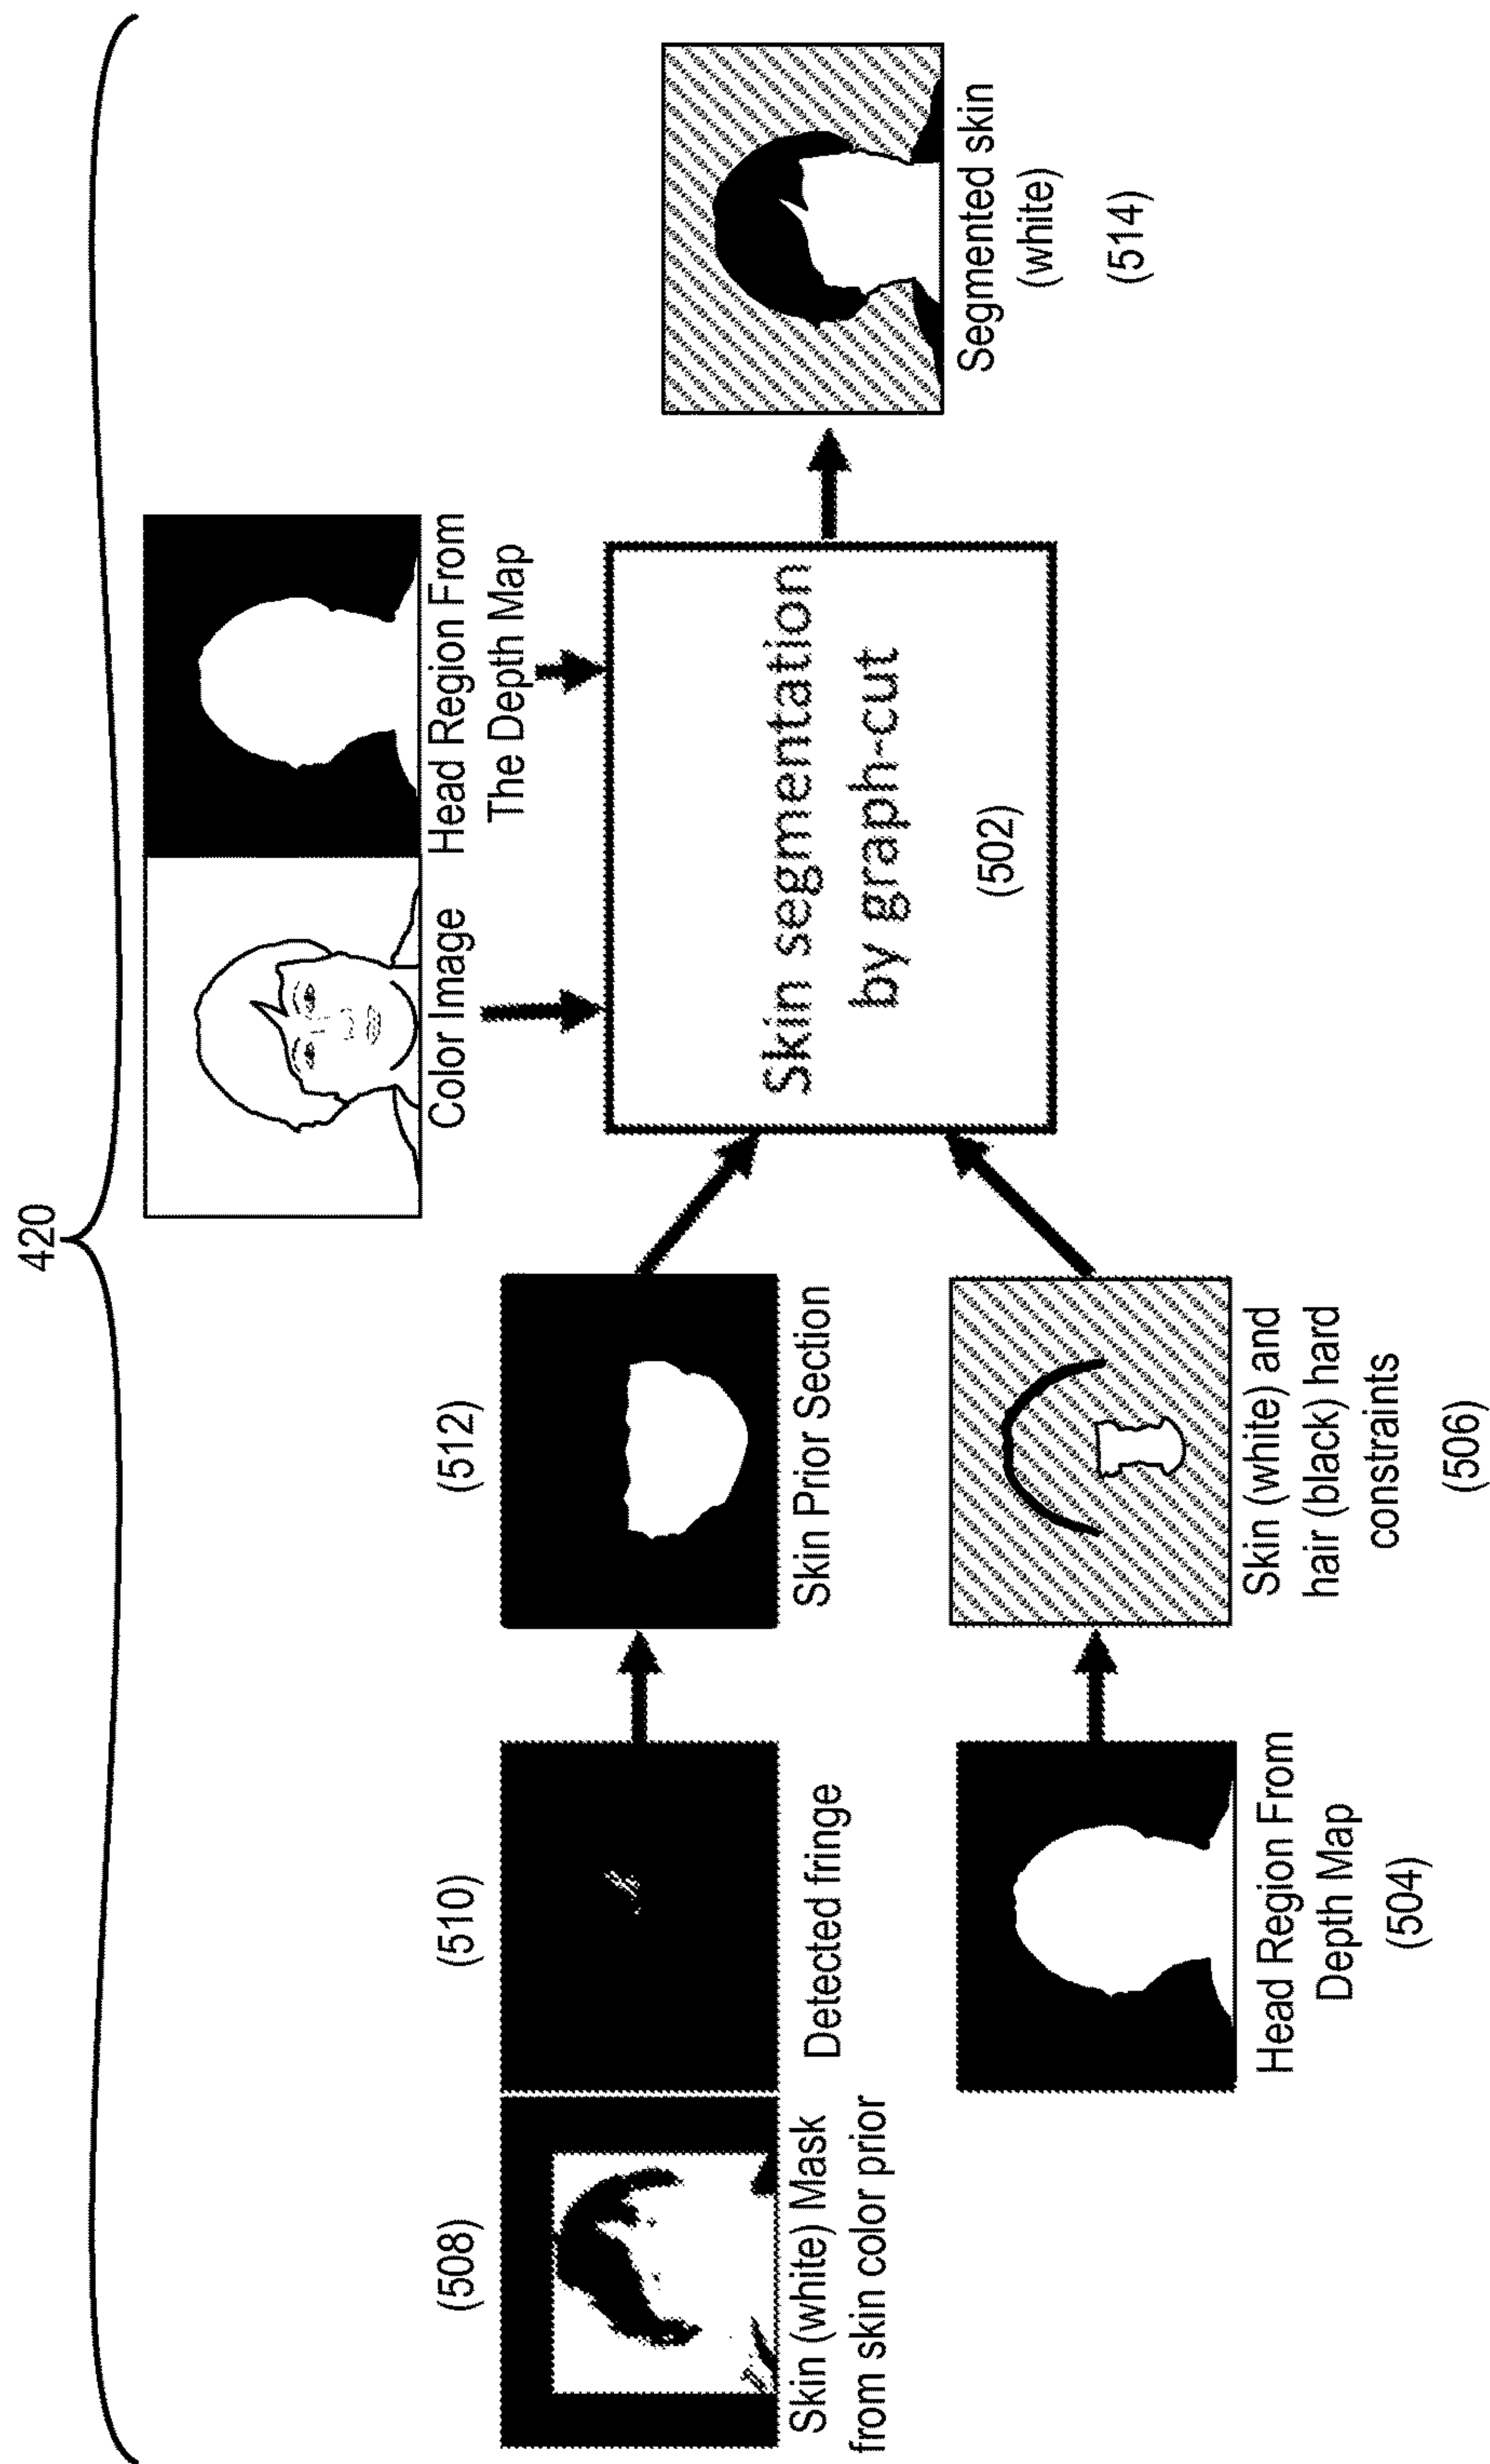 420
Color Image
Head Region From
The Depth Map
(508)
(510)
(512)
Skin (white) Mask
from skin color prior
Detected fringe
Skin Prior Section
Skin segmentation
by graph-cut
(502)
Segmented skin
(white)
(514)
Head Region From
Depth Map
(504)
Skin (white) and
hair (black) hard
constraints
(506)